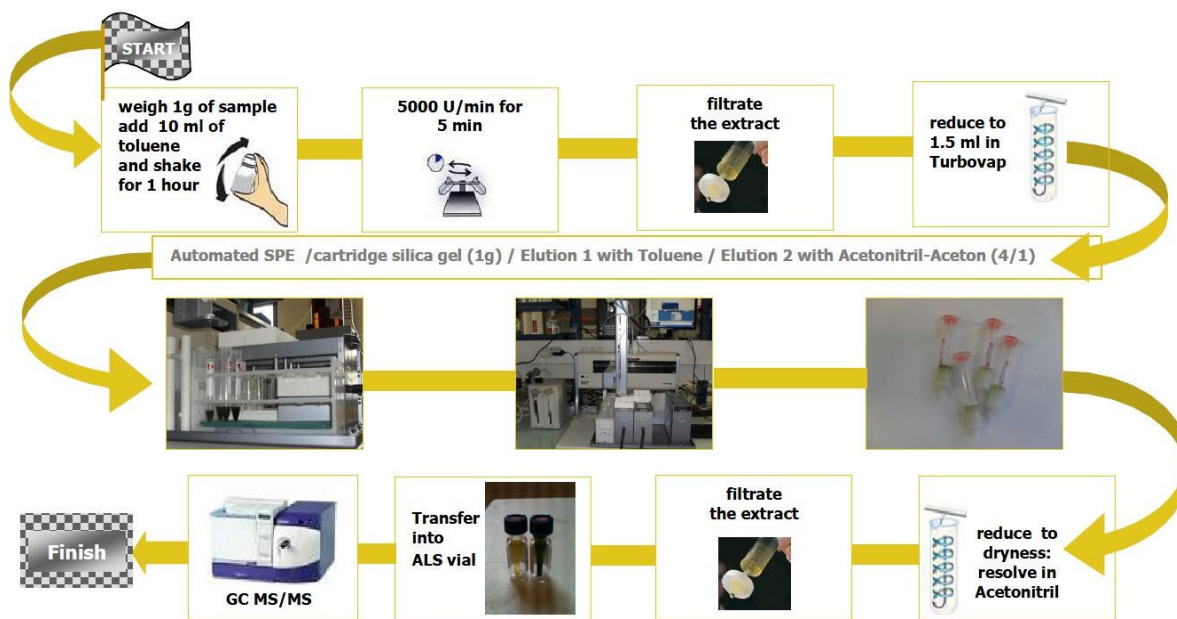 START
weigh 1g of sample
add 10 ml of
toluene
and shake
for 1 hour
5000 U/min for
5 min
filtrate
the extract
reduce to
1.5 ml in
Turbovap
Automated SPE /cartridge silica gel (1g) / Elution 1 with Toluene / Elution 2 with Acetonitril-Aceton (4/1)
reduce to
dryness:
resolve in
Acetonitril
filtrate
the extract
Transfer
into
ALS vial
GC MS/MS
Finish